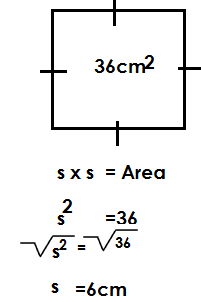 36cm²
s x s = Area
s² =36
√s² = √36
s =6cm